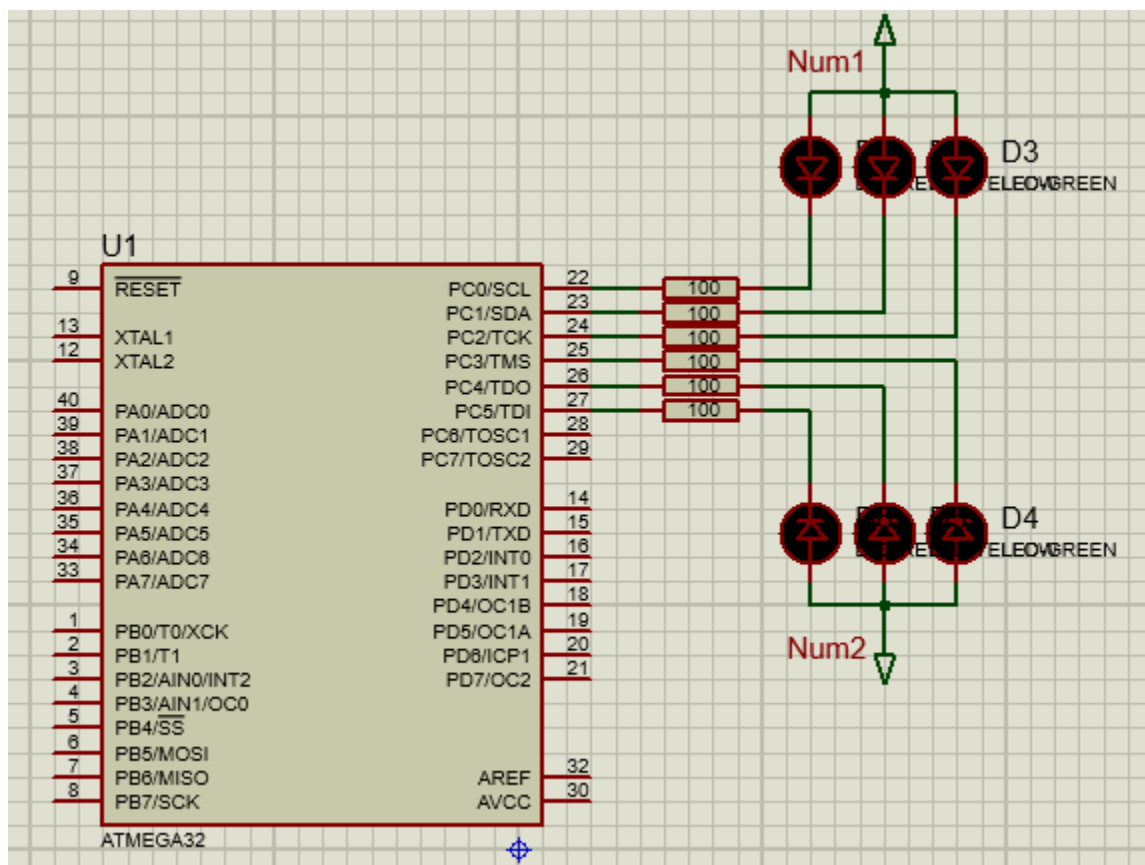 Num1
D3
LED-GREEN
U1
9 RESET PC0/SCL 22 100
PC1/SDA 23 100
13 XTAL1 PC2/TCK 24 100
12 XTAL2 PC3/TMS 25 100
PC4/TDO 26 100
40 PA0/ADC0 PC5/TDI 27 100
39 PA1/ADC1 PC6/TOSC1 28
38 PA2/ADC2 PC7/TOSC2 29
37 PA3/ADC3
36 PA4/ADC4 PD0/RXD 14
35 PA5/ADC5 PD1/TXD 15
D4
34 PA6/ADC6 PD2/INT0 16
LED-GREEN
33 PA7/ADC7 PD3/INT1 17
PD4/OC1B 18
1 PB0/T0/XCK PD5/OC1A 19
2 PB1/T1 PD6/ICP1 20
Num2
3 PB2/AIN0/INT2 PD7/OC2 21
4 PB3/AIN1/OC0
5 PB4/SS
6 PB5/MOSI
7 PB6/MISO AREF 32
8 PB7/SCK AVCC 30
ATMEGA32